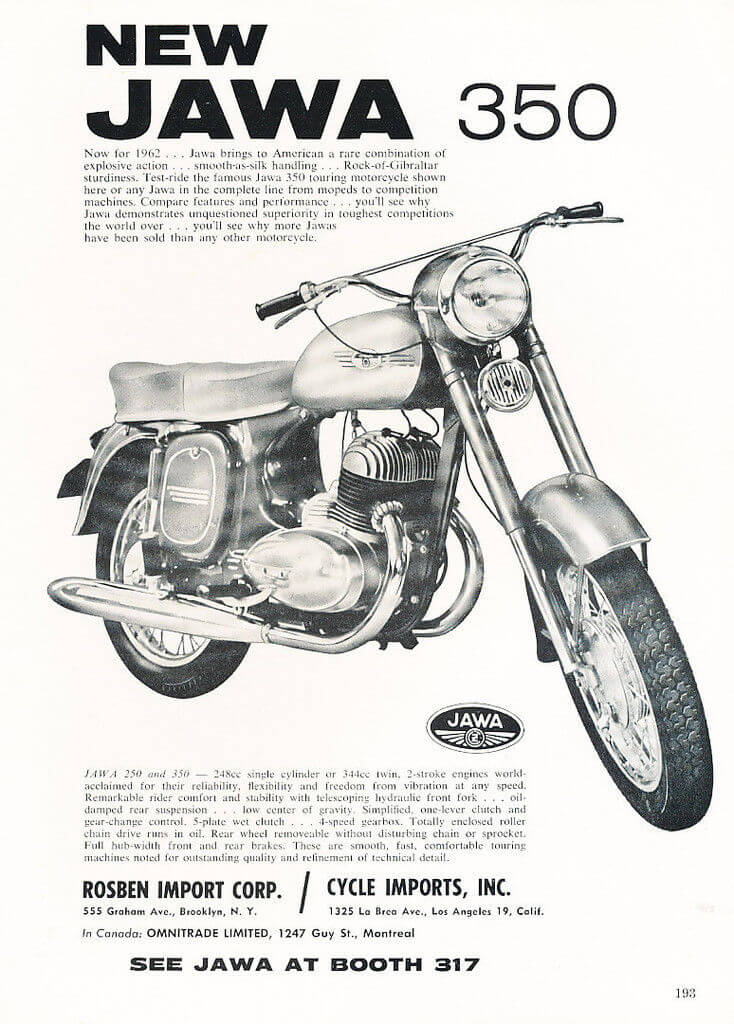 NEW
JAWA 350
Now for 1962 . . . Jawa brings to American a rare combination of
explosive action . . . smooth-as-silk handling . . . Rock-of-Gibraltar
sturdiness. Test-ride the famous Jawa 350 touring motorcycle shown
here or any Jawa in the complete line from mopeds to competition
machines. Compare features and performance . . . you'll see why
Jawa demonstrates unquestioned superiority in toughest competitions
the world over . . . you'll see why more Jawas
have been sold than any other motorcycle.
JAWA
JAWA 250 and 350 — 248cc single cylinder or 344cc twin, 2-stroke engines world-
acclaimed for their reliability, flexibility and freedom from vibration at any speed.
Remarkable rider comfort and stability with telescoping hydraulic front fork . . . oil-
damped rear suspension . . . low center of gravity. Simplified, one-lever clutch and
gear-change control. 5-plate wet clutch . . . 4-speed gearbox. Totally enclosed roller
chain drive runs in oil. Rear wheel removeable without disturbing chain or sprocket.
Full hub-width front and rear brakes. These are smooth, fast, comfortable touring
machines noted for outstanding quality and refinement of technical detail.
ROSBEN IMPORT CORP. / CYCLE IMPORTS, INC.
555 Graham Ave., Brooklyn, N. Y. 1325 La Brea Ave., Los Angeles 19, Calif.
In Canada: OMNITRADE LIMITED, 1247 Guy St., Montreal
SEE JAWA AT BOOTH 317
193